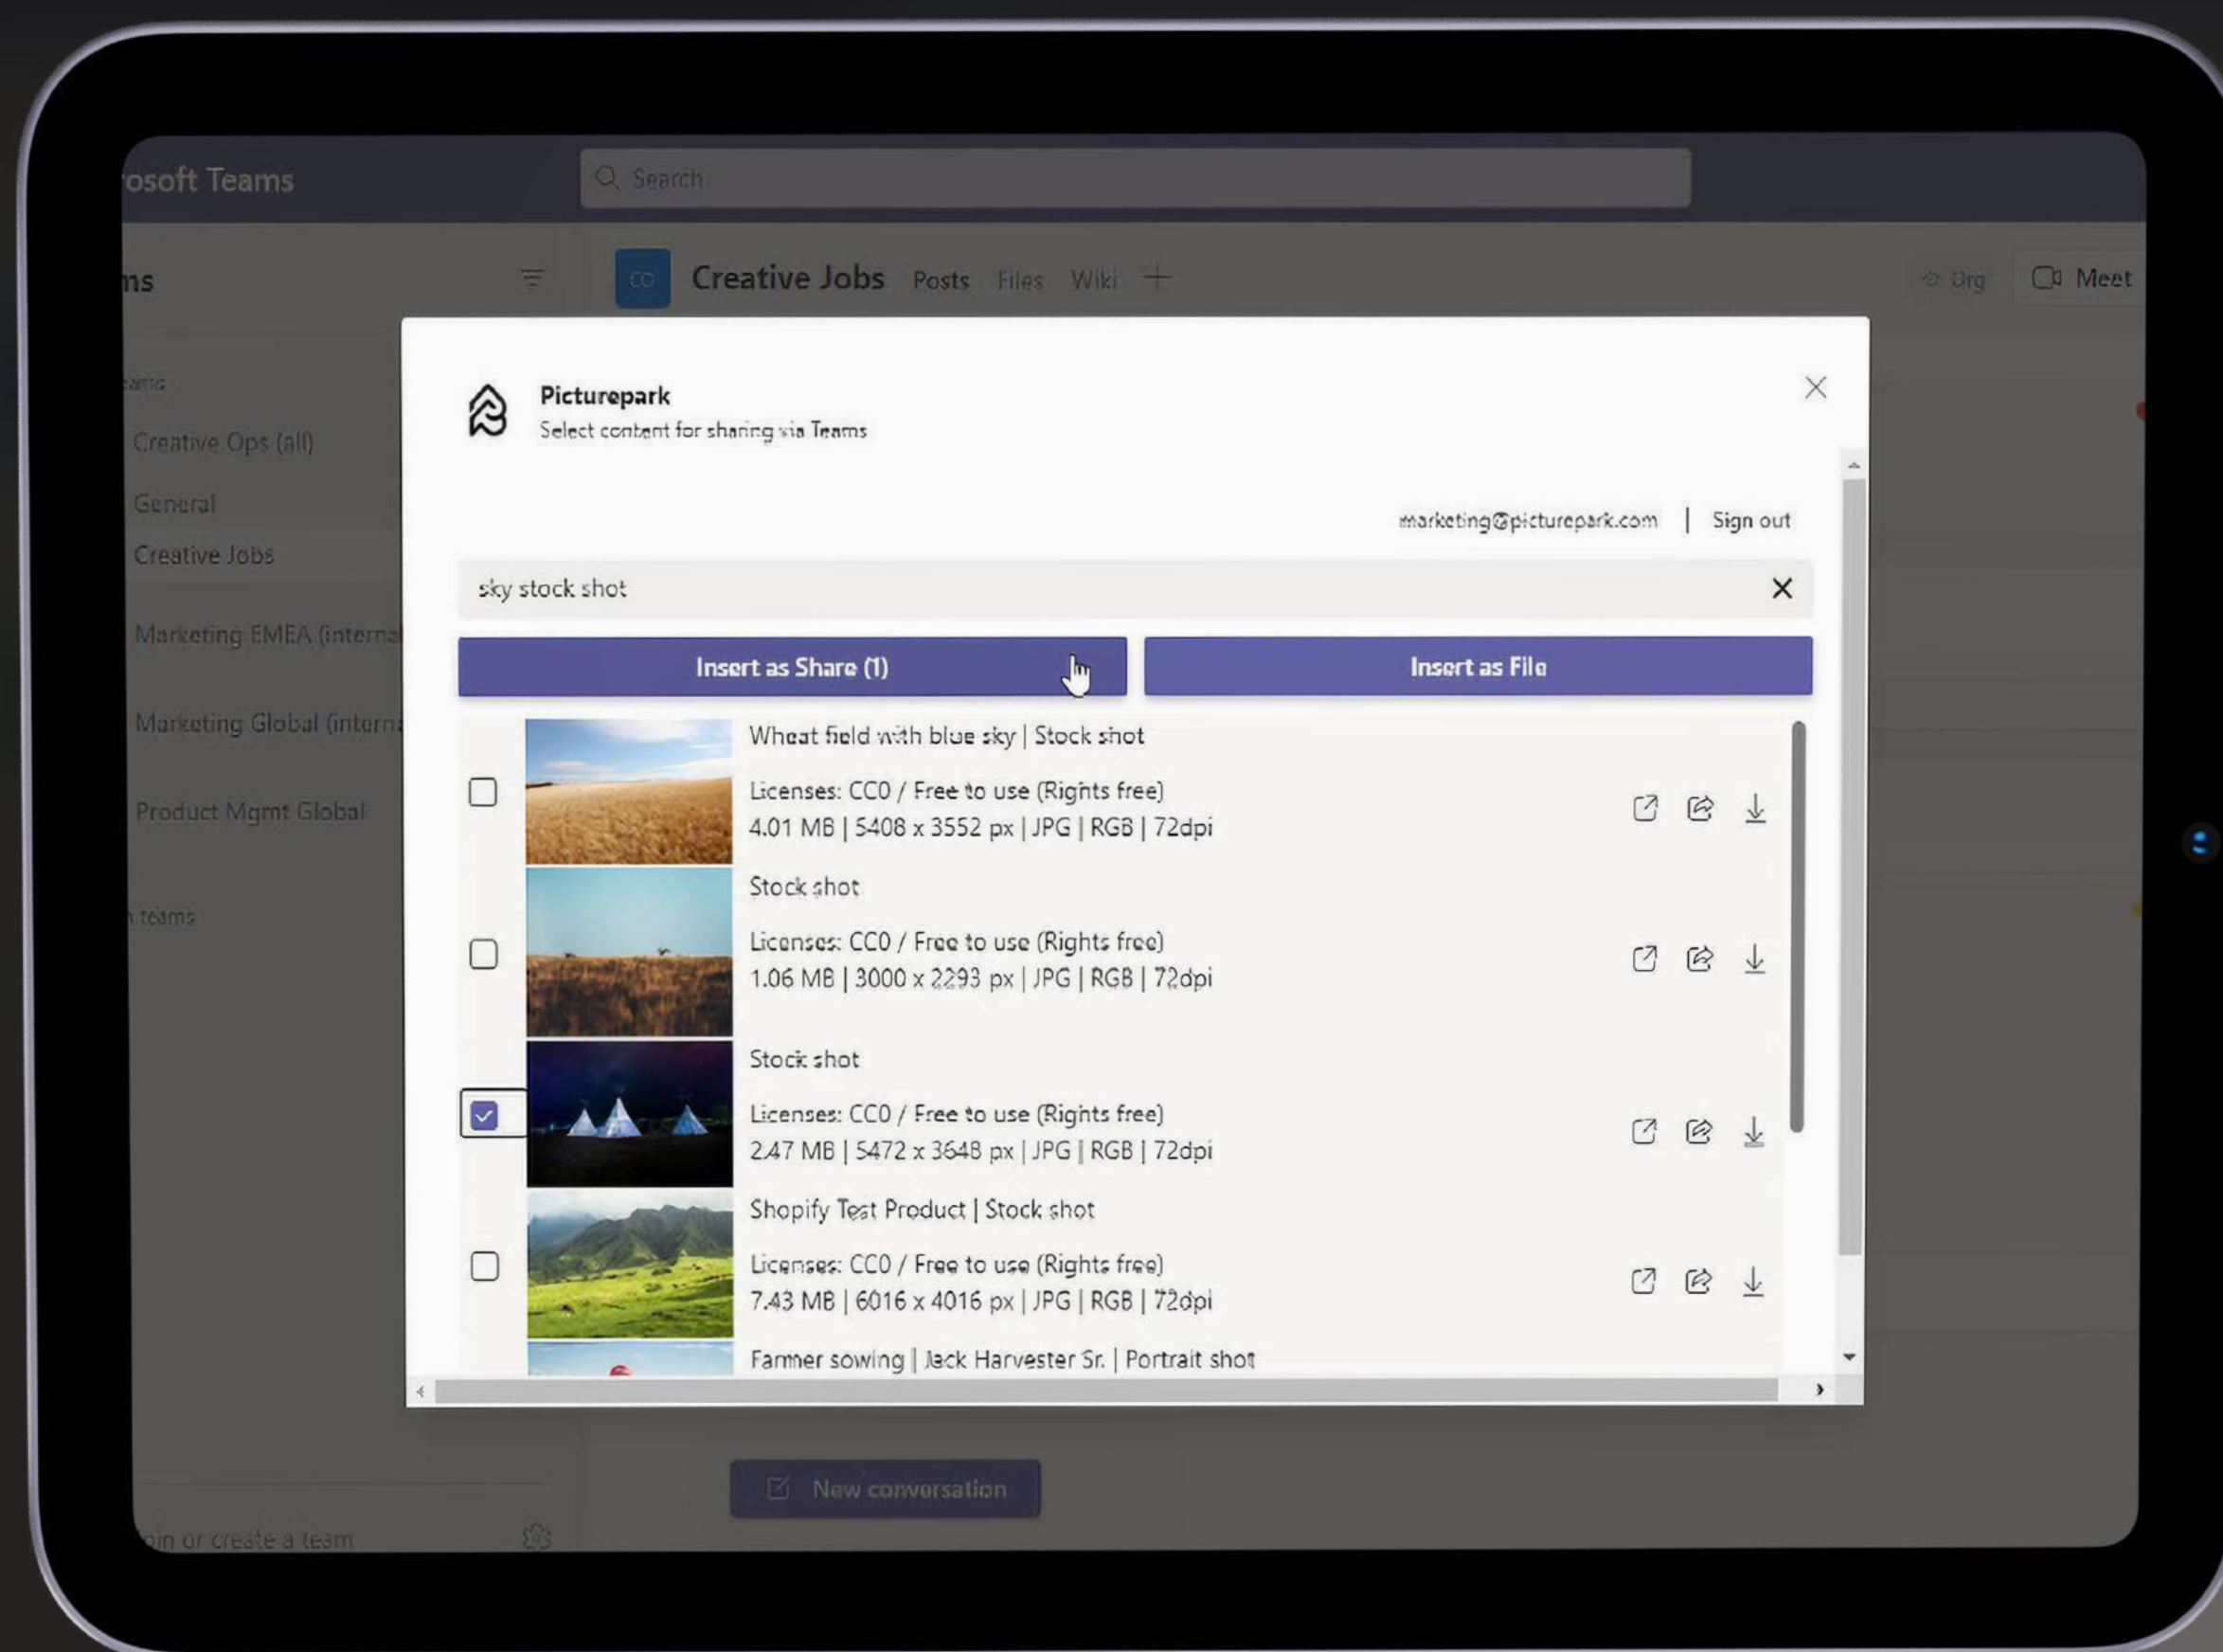 osoft Teams
Search
ms
CO
Creative Jobs
Posts
Files
Wiki
Org
Meet
eams
Creative Ops (all)
General
Creative Jobs
Marketing EMEA (internal
Marketing Global (interna
Product Mgmt Global
teams
Picturepark
Select content for sharing via Teams
marketing@picturepark.com | Sign out
sky stock shot
Insert as Share (1)
Insert as File
Wheat field with blue sky | Stock shot
Licenses: CC0 / Free to use (Rights free)
4.01 MB | 5408 x 3552 px | JPG | RGB | 72dpi
Stock shot
Licenses: CC0 / Free to use (Rights free)
1.06 MB | 3000 x 2293 px | JPG | RGB | 72dpi
Stock shot
Licenses: CC0 / Free to use (Rights free)
2.47 MB | 5472 x 3648 px | JPG | RGB | 72dpi
Shopify Test Product | Stock shot
Licenses: CC0 / Free to use (Rights free)
7.43 MB | 6016 x 4016 px | JPG | RGB | 72dpi
Farmer sowing | Jack Harvester Sr. | Portrait shot
New conversation
oin or create a team